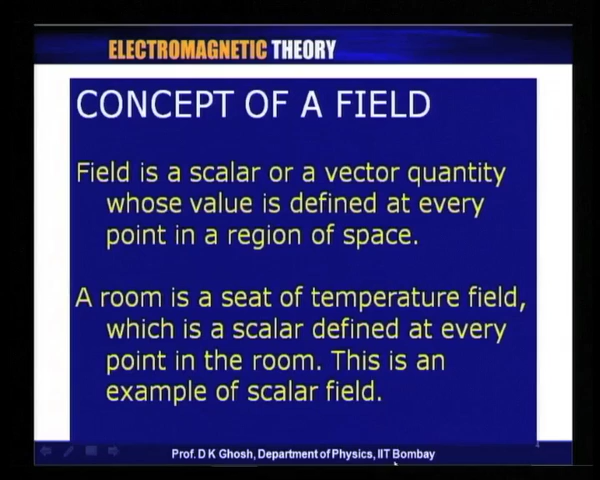 ELECTROMAGNETIC THEORY
CONCEPT OF A FIELD
Field is a scalar or a vector quantity
whose value is defined at every
point in a region of space.
A room is a seat of temperature field,
which is a scalar defined at every
point in the room. This is an
example of scalar field.
Prof. D K Ghosh, Department of Physics, IIT Bombay